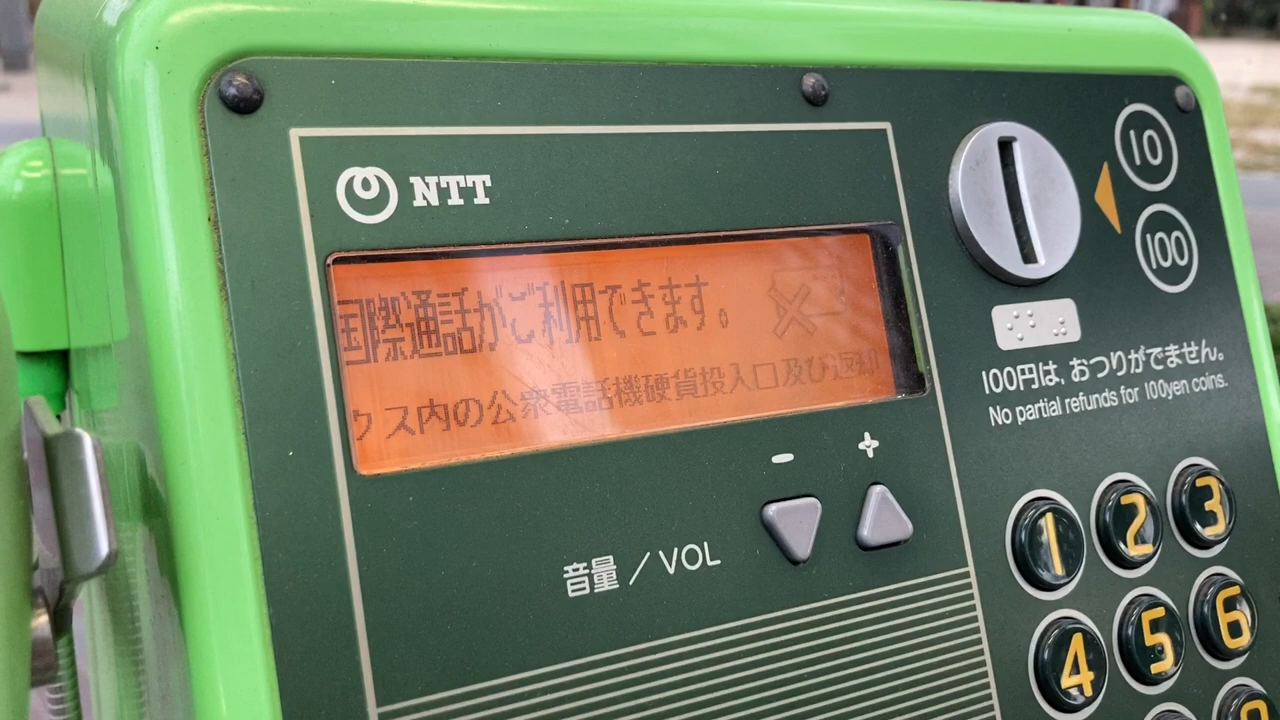 NTT
国際通話がご利用できます。
クス内の公衆電話機硬貨投入口及び返却
音量／VOL
－ ＋
10
100
100円は、おつりがでません。
No partial refunds for 100yen coins.
1 2 3
4 5 6